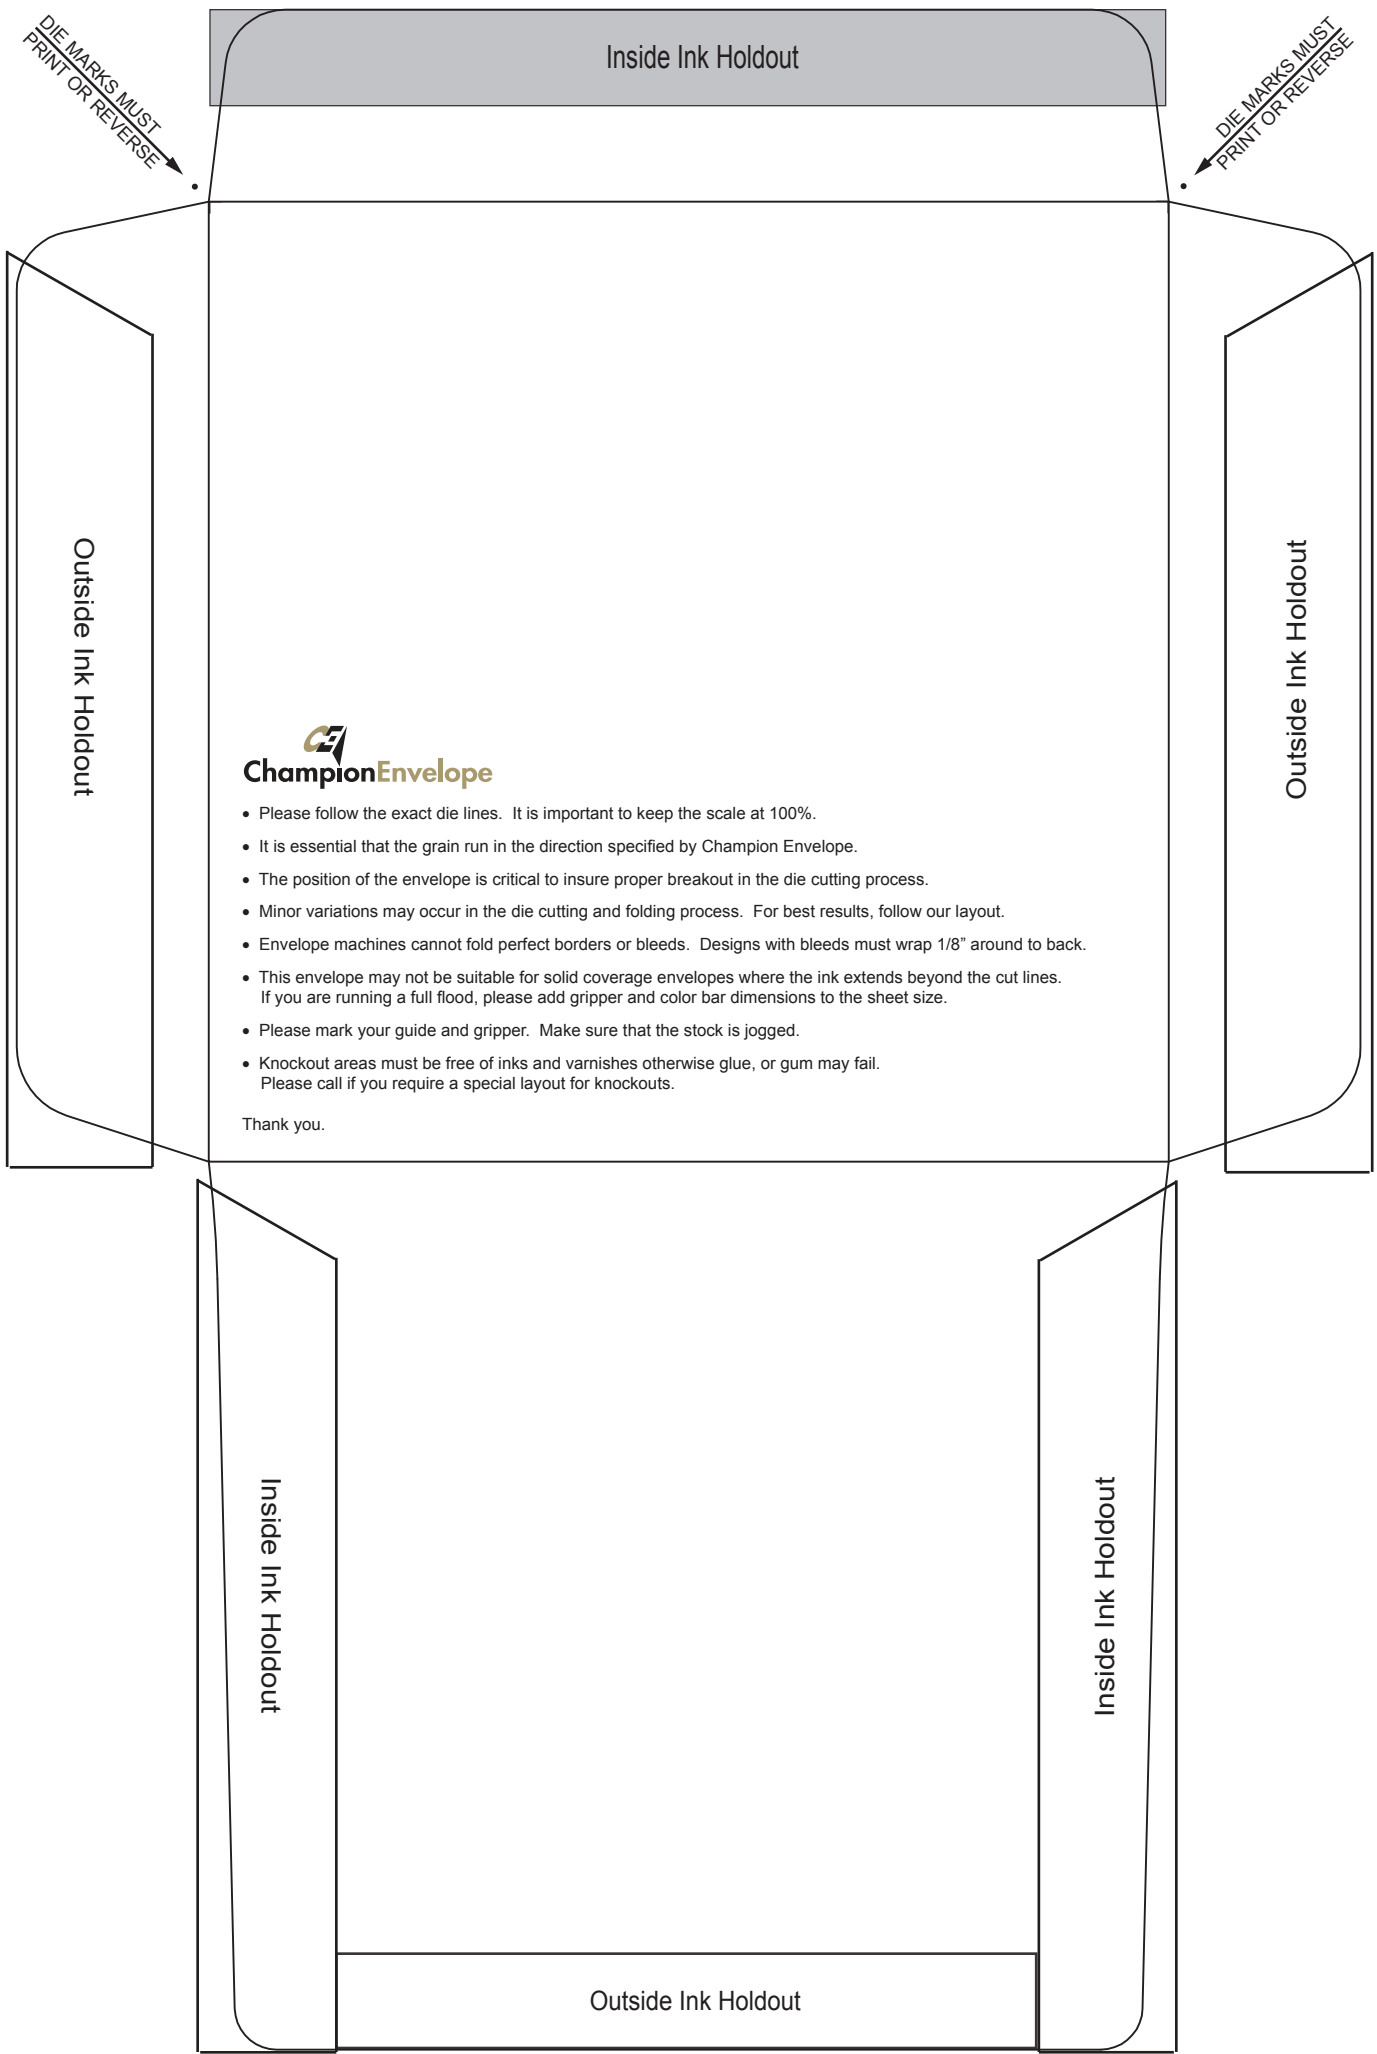 Inside Ink Holdout
DIE MARKS MUST
PRINT OR REVERSE
DIE MARKS MUST
PRINT OR REVERSE
Outside Ink Holdout
Outside Ink Holdout
CE
ChampionEnvelope
• Please follow the exact die lines.  It is important to keep the scale at 100%.
• It is essential that the grain run in the direction specified by Champion Envelope.
• The position of the envelope is critical to insure proper breakout in the die cutting process.
• Minor variations may occur in the die cutting and folding process.  For best results, follow our layout.
• Envelope machines cannot fold perfect borders or bleeds.  Designs with bleeds must wrap 1/8” around to back.
• This envelope may not be suitable for solid coverage envelopes where the ink extends beyond the cut lines.
If you are running a full flood, please add gripper and color bar dimensions to the sheet size.
• Please mark your guide and gripper.  Make sure that the stock is jogged.
• Knockout areas must be free of inks and varnishes otherwise glue, or gum may fail.
Please call if you require a special layout for knockouts.
Thank you.
Inside Ink Holdout
Inside Ink Holdout
Outside Ink Holdout